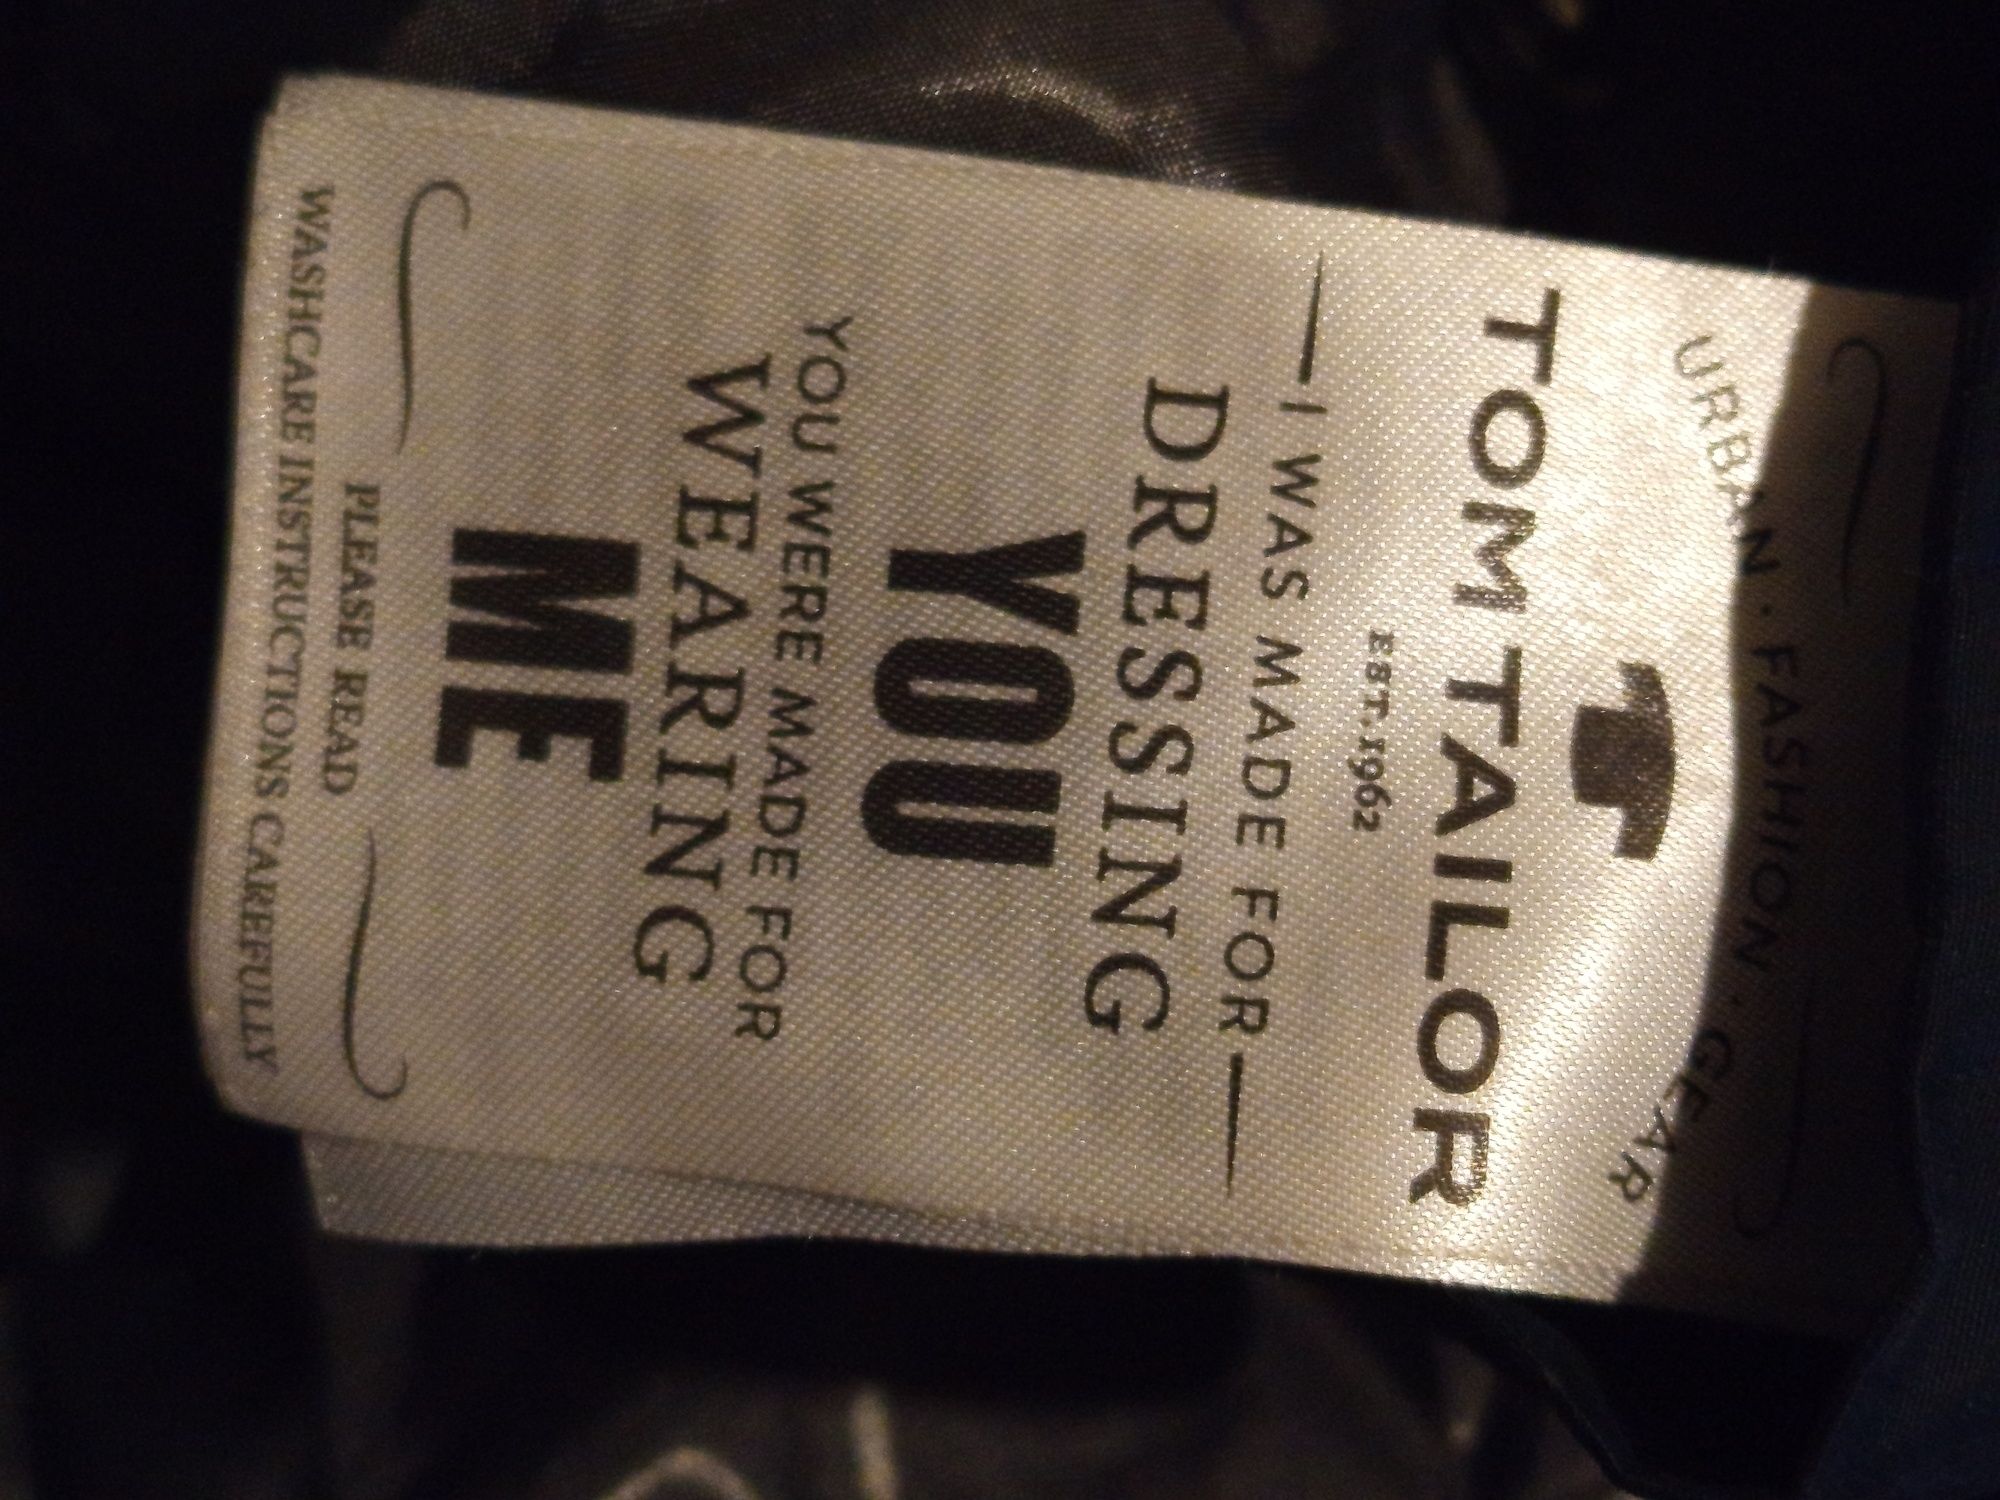 URBAN · FASHION · GEAR
TOM TAILOR
EST. 1962
— I WAS MADE FOR —
DRESSING
YOU
YOU WERE MADE FOR
WEARING
ME
PLEASE READ
WASHCARE INSTRUCTIONS CAREFULLY